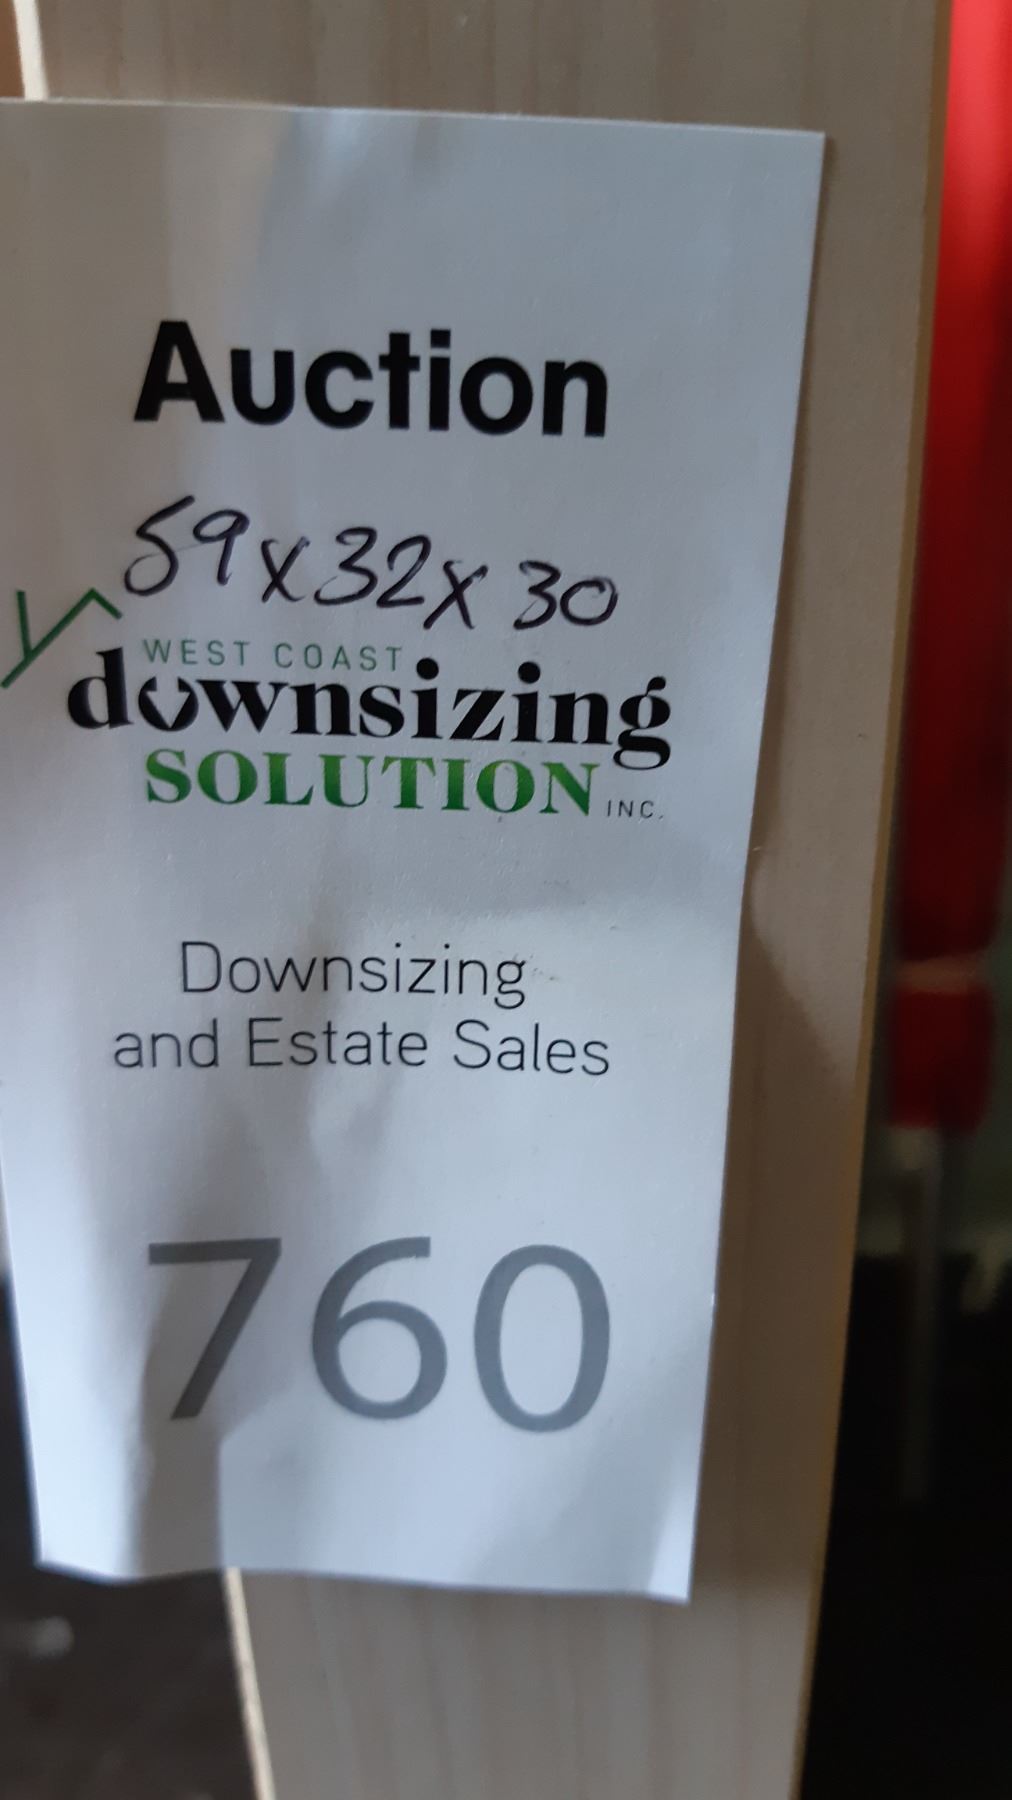 Auction
59x32x30
WEST COAST
downsizing
SOLUTION INC.
Downsizing
and Estate Sales
760